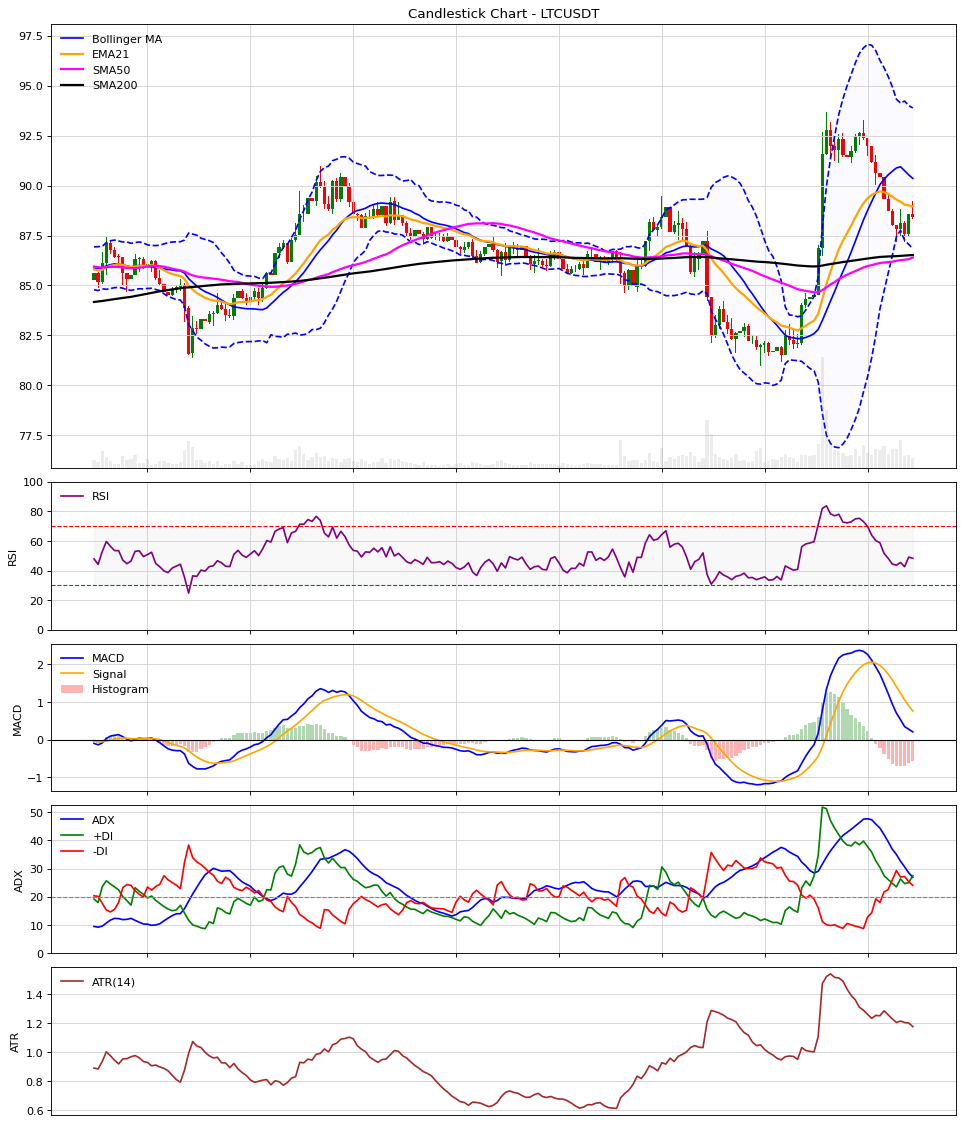 Candlestick Chart - LTCUSDT
97.5
95.0
92.5
90.0
87.5
85.0
82.5
80.0
77.5
Bollinger MA
EMA21
SMA50
SMA200
100
80
60
40
20
0
RSI
RSI
2
1
0
−1
MACD
MACD
Signal
Histogram
50
40
30
20
10
0
ADX
ADX
+DI
-DI
1.4
1.2
1.0
0.8
0.6
ATR
ATR(14)